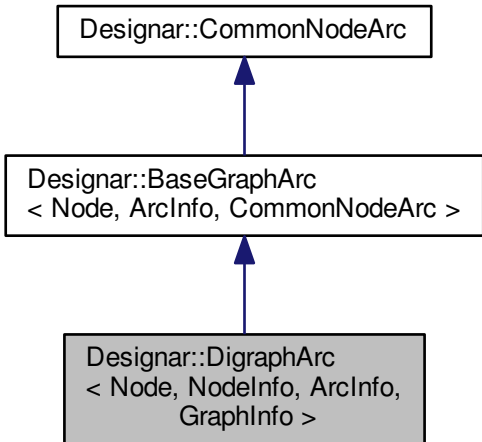 Designar::CommonNodeArc
Designar::BaseGraphArc
< Node, ArcInfo, CommonNodeArc >
Designar::DigraphArc
< Node, NodeInfo, ArcInfo,
GraphInfo >